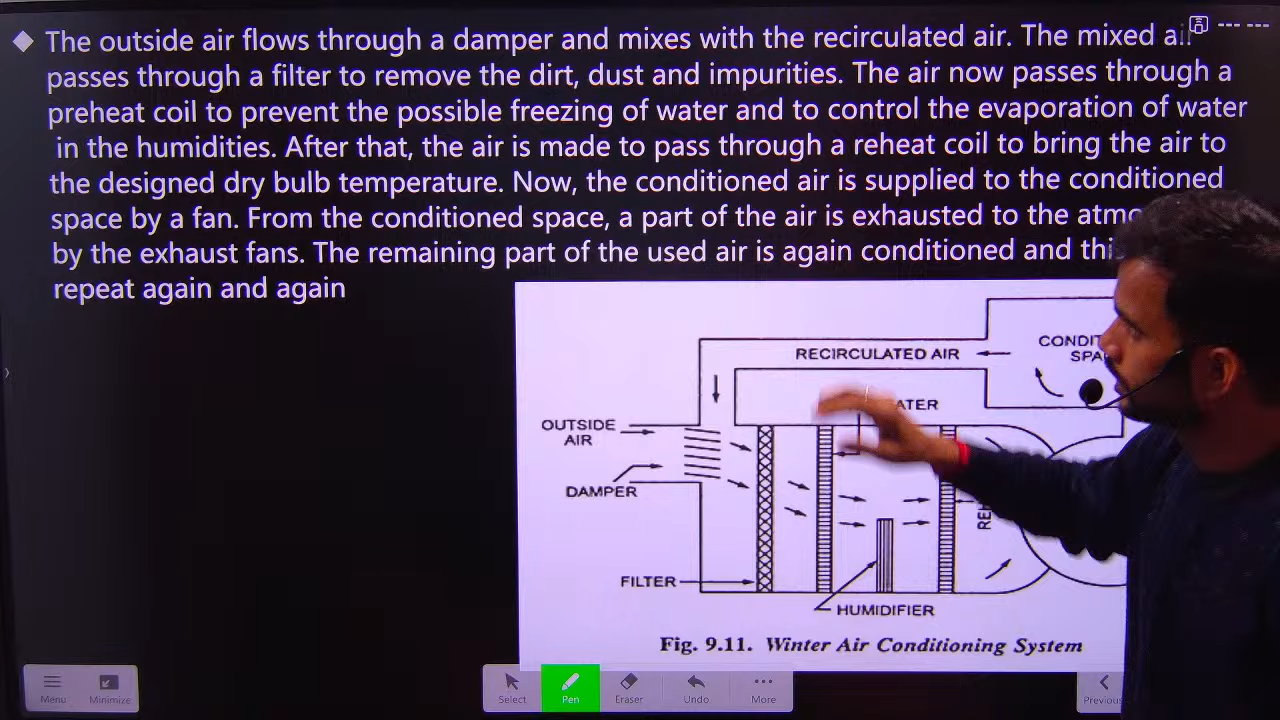 The outside air flows through a damper and mixes with the recirculated air. The mixed air
passes through a filter to remove the dirt, dust and impurities. The air now passes through a
preheat coil to prevent the possible freezing of water and to control the evaporation of water
in the humidities. After that, the air is made to pass through a reheat coil to bring the air to
the designed dry bulb temperature. Now, the conditioned air is supplied to the conditioned
space by a fan. From the conditioned space, a part of the air is exhausted to the
by the exhaust fans. The remaining part of the used air is again conditioned and
repeat again and again
RECIRCULATED AIR
OUTSIDE
AIR
DAMPER
FILTER
HUMIDIFIER
Fig. 9.11. Winter Air Conditioning System
Menu
Minimize
Select
Pen
Eraser
Undo
More